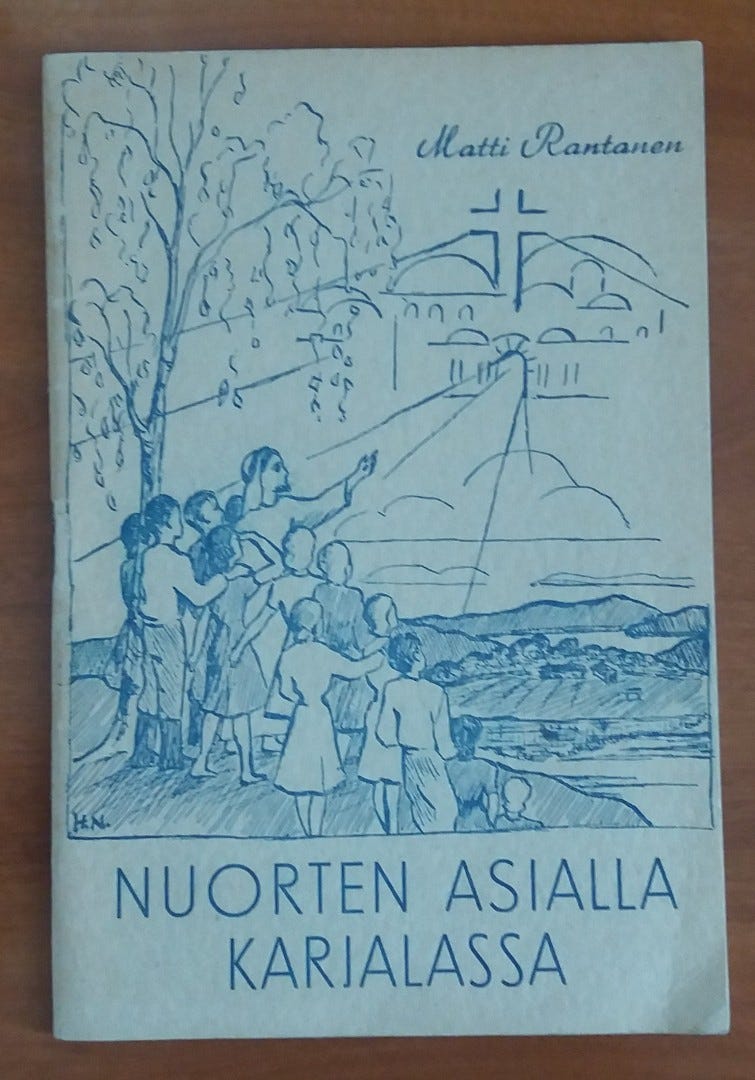 Matti Rantanen
H.N.
NUORTEN ASIALLA
KARJALASSA